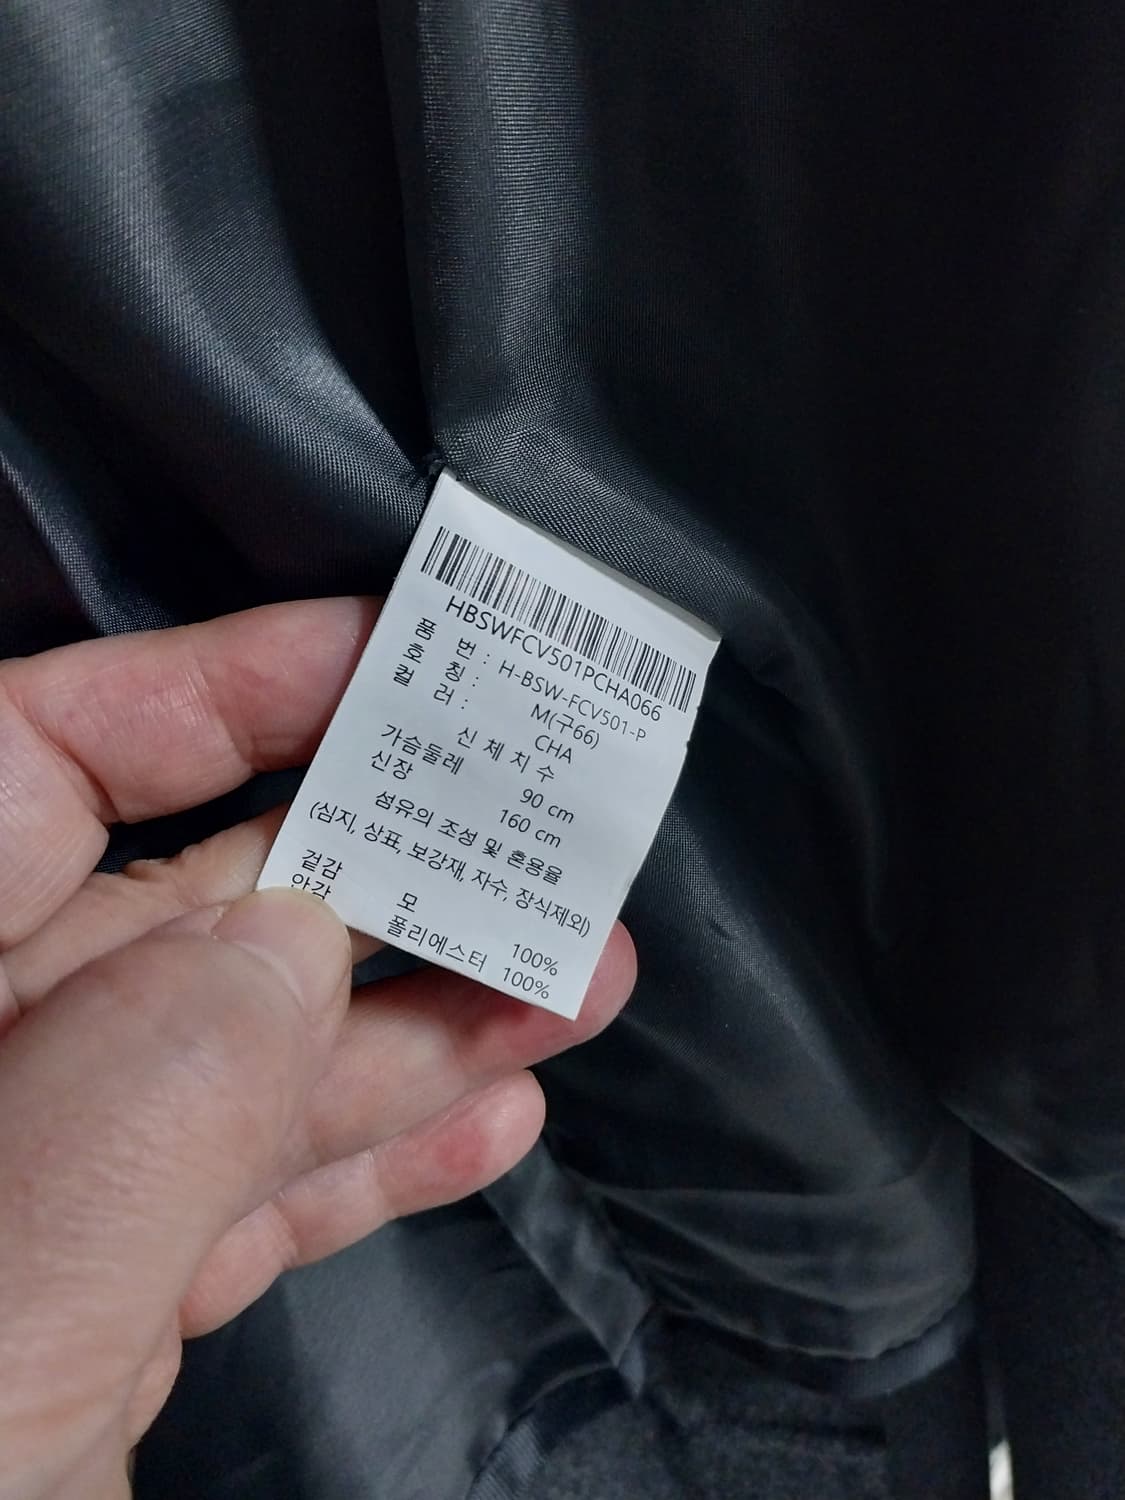 HBSWFCV501PCHA066
품 번 : H-BSW-FCV501-P
호 칭 : M(구66)
컬 러 : CHA
신 체 치 수
가슴둘레 90 cm
신장 160 cm
섬유의 조성 및 혼용율
(심지, 상표, 보강재, 자수, 장식제외)
겉감 모 100%
안감 폴리에스터 100%